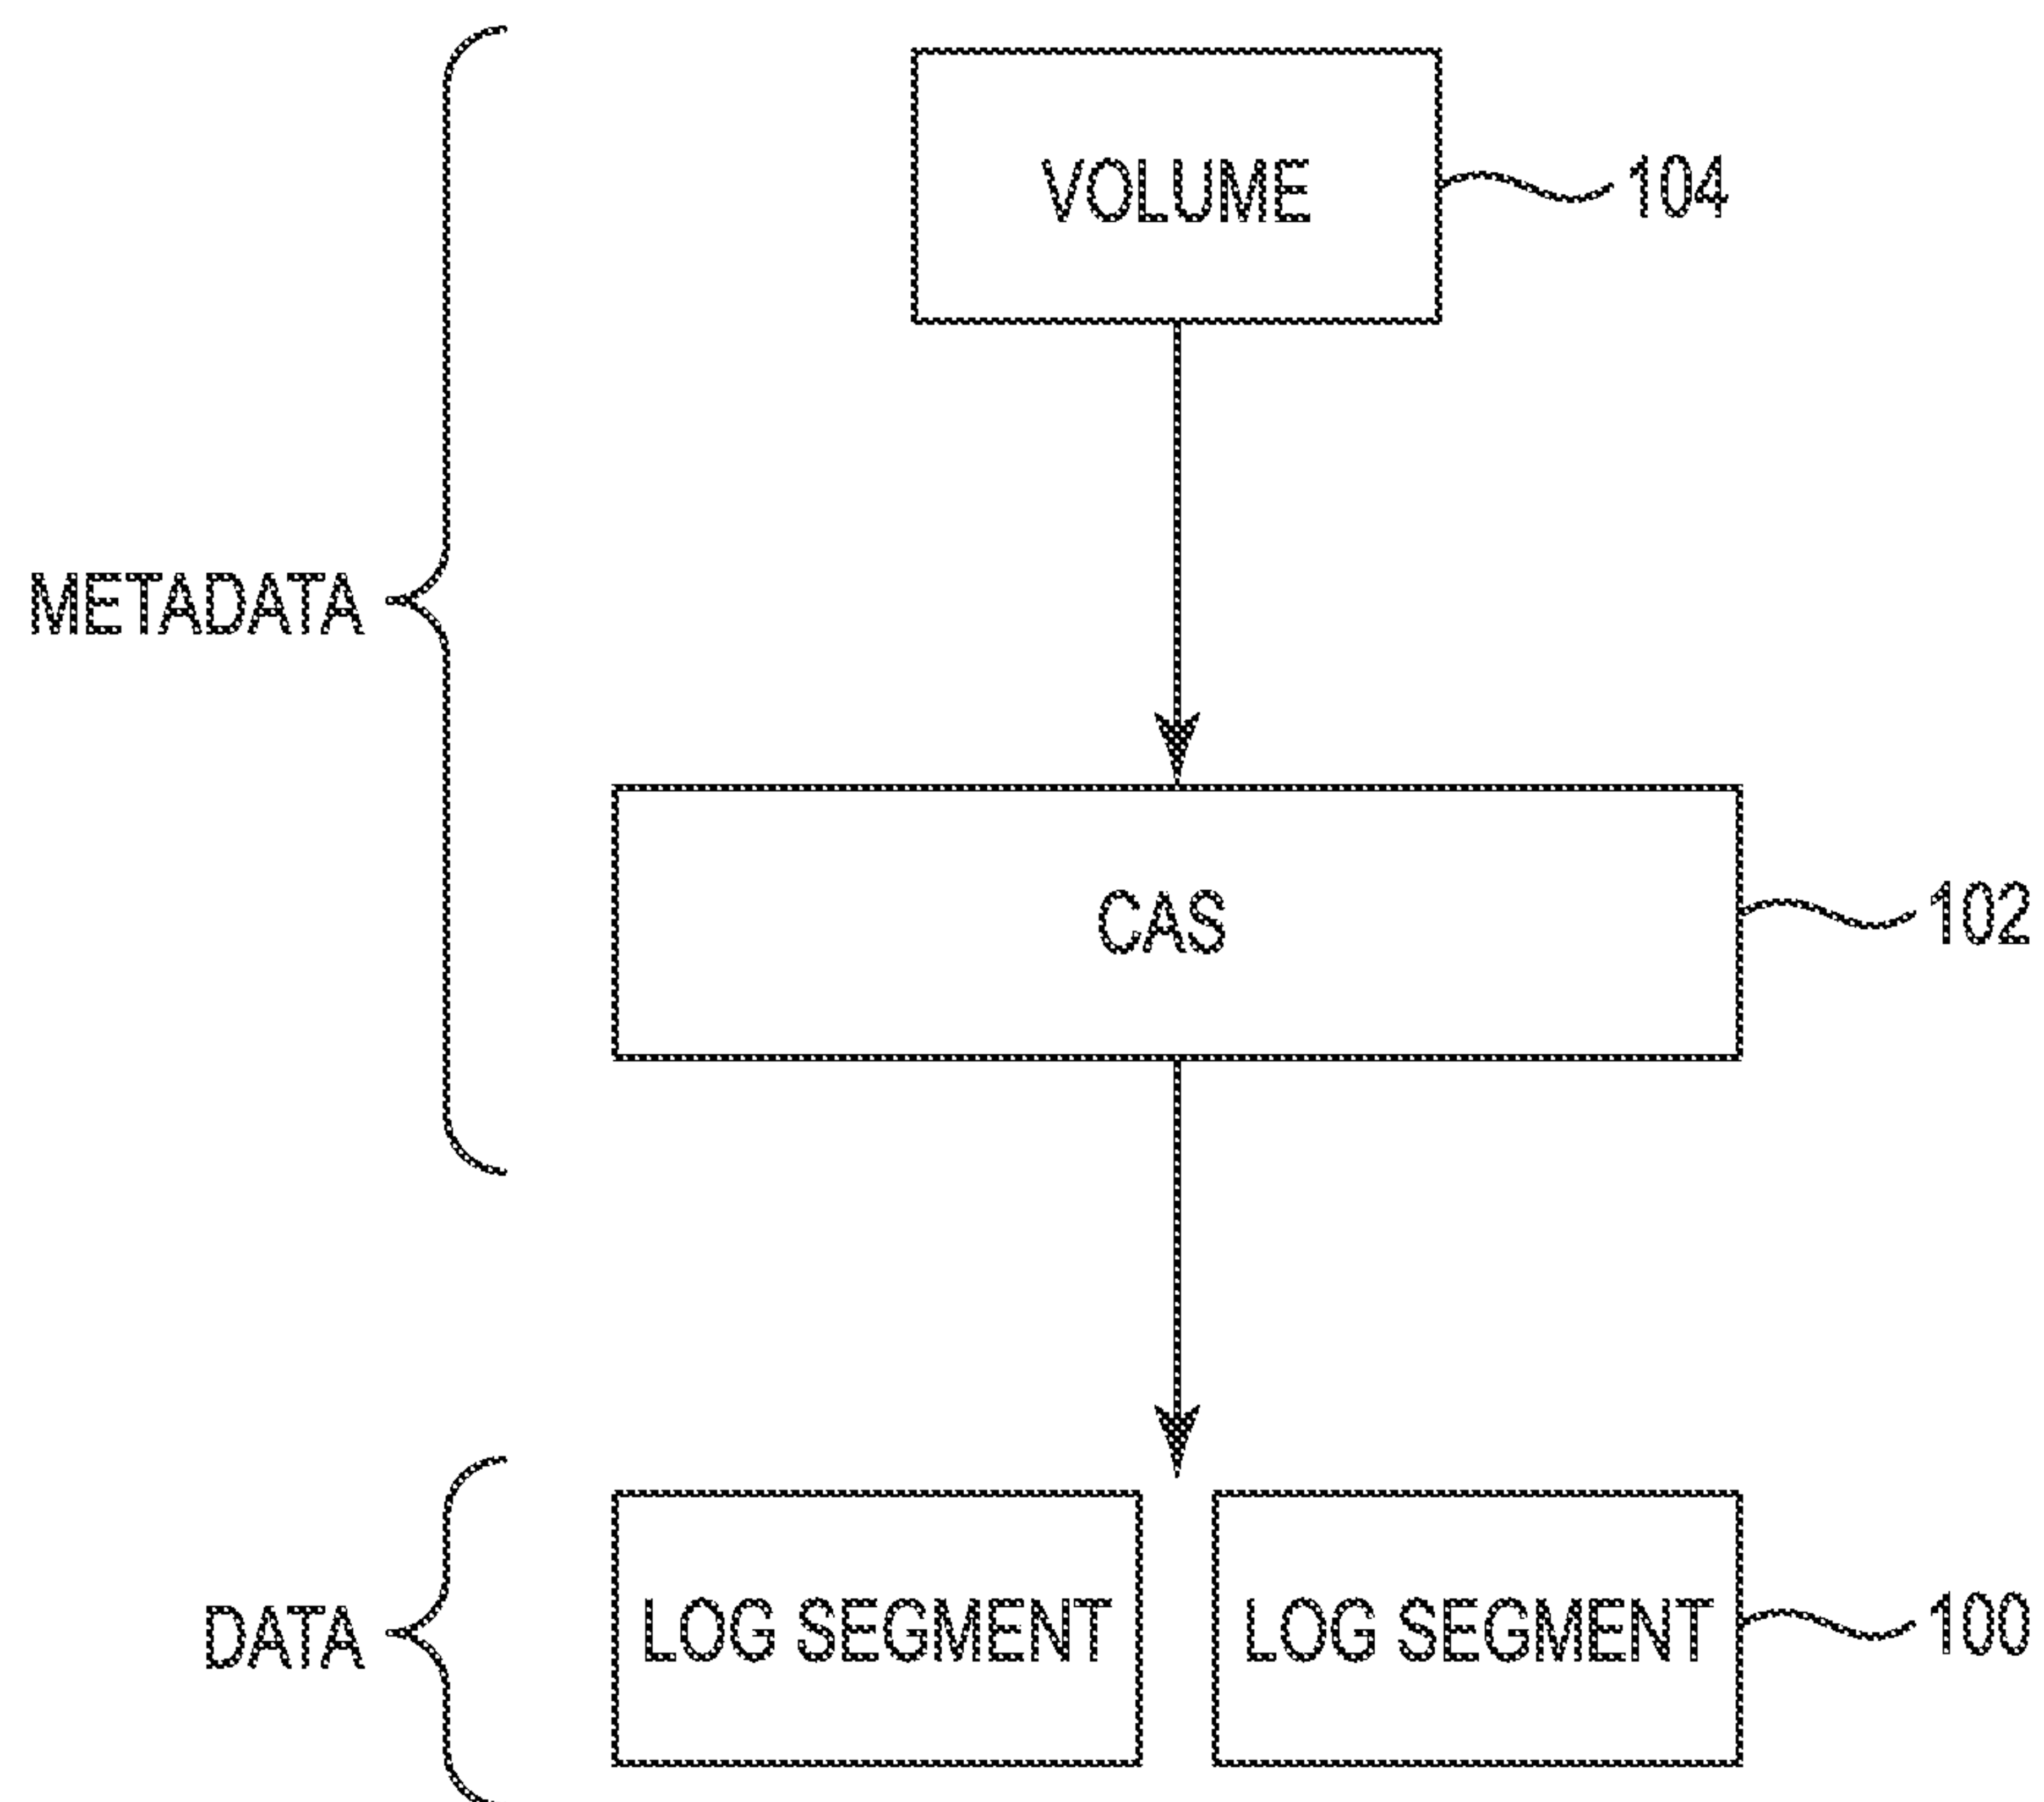 VOLUME
104
METADATA
CAS
102
DATA
LOG SEGMENT
LOG SEGMENT
100